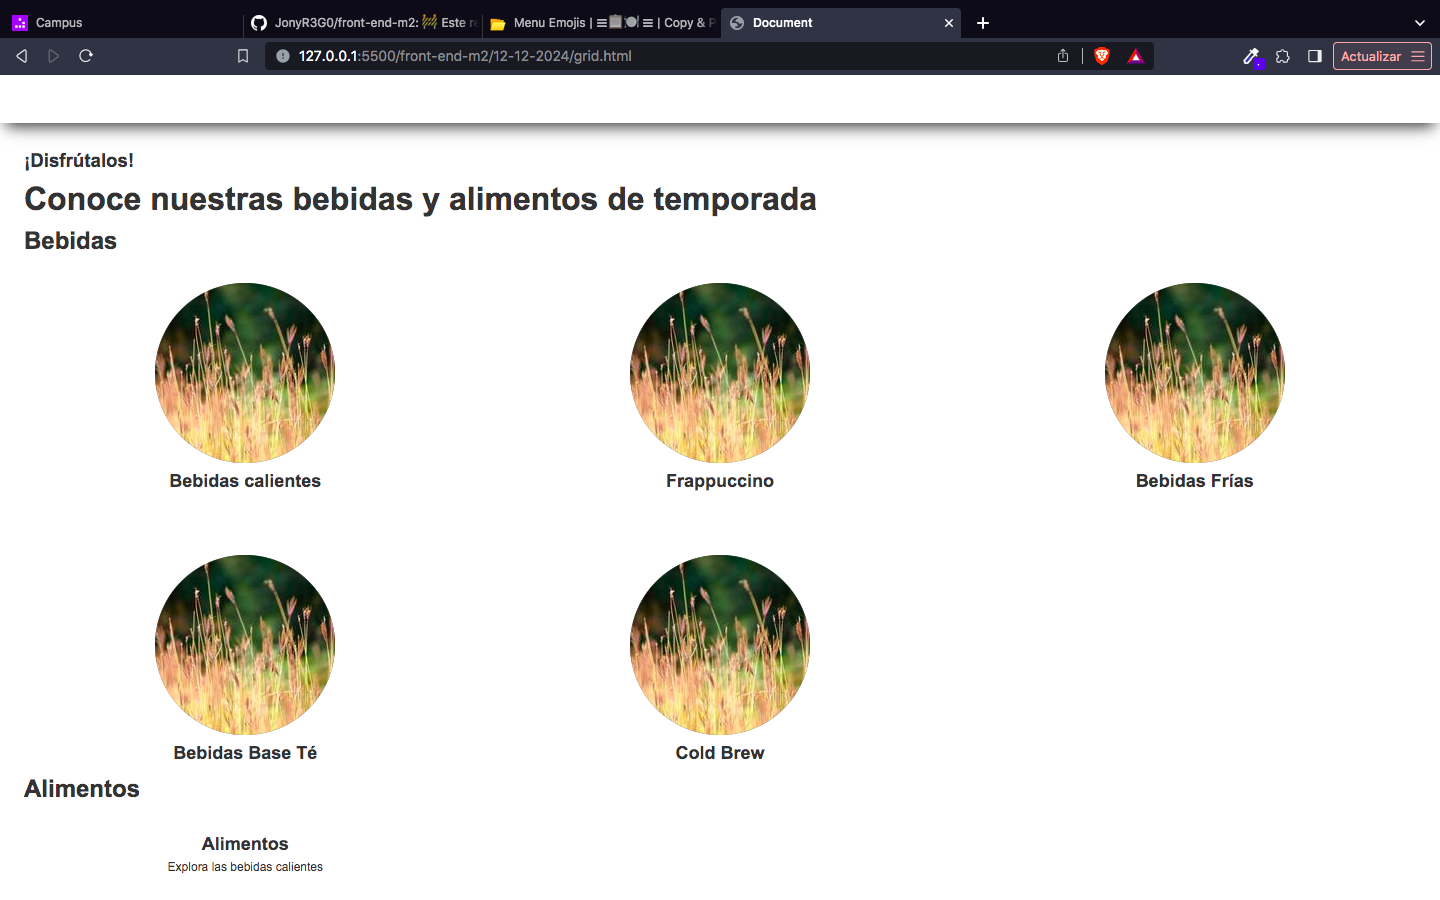 Campus
JonyR3G0/front-end-m2: 🚧 Este re
Menu Emojis | ≡📋🍽≡ | Copy & P
Document
127.0.0.1:5500/front-end-m2/12-12-2024/grid.html
Actualizar
¡Disfrútalos!
Conoce nuestras bebidas y alimentos de temporada
Bebidas
Bebidas calientes
Frappuccino
Bebidas Frías
Bebidas Base Té
Cold Brew
Alimentos
Alimentos
Explora las bebidas calientes